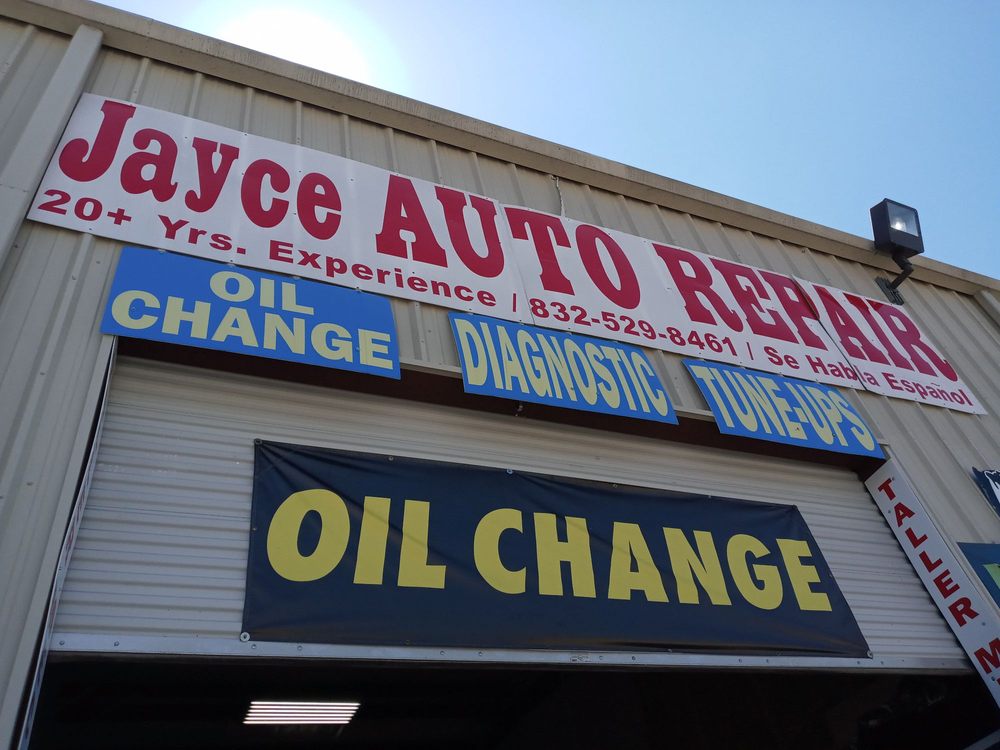 Jayce AUTO REPAIR
20+ Yrs. Experience / 832-529-8461 / Se Habla Español
OIL
CHANGE
DIAGNOSTIC
TUNE-UPS
OIL CHANGE
TALLER